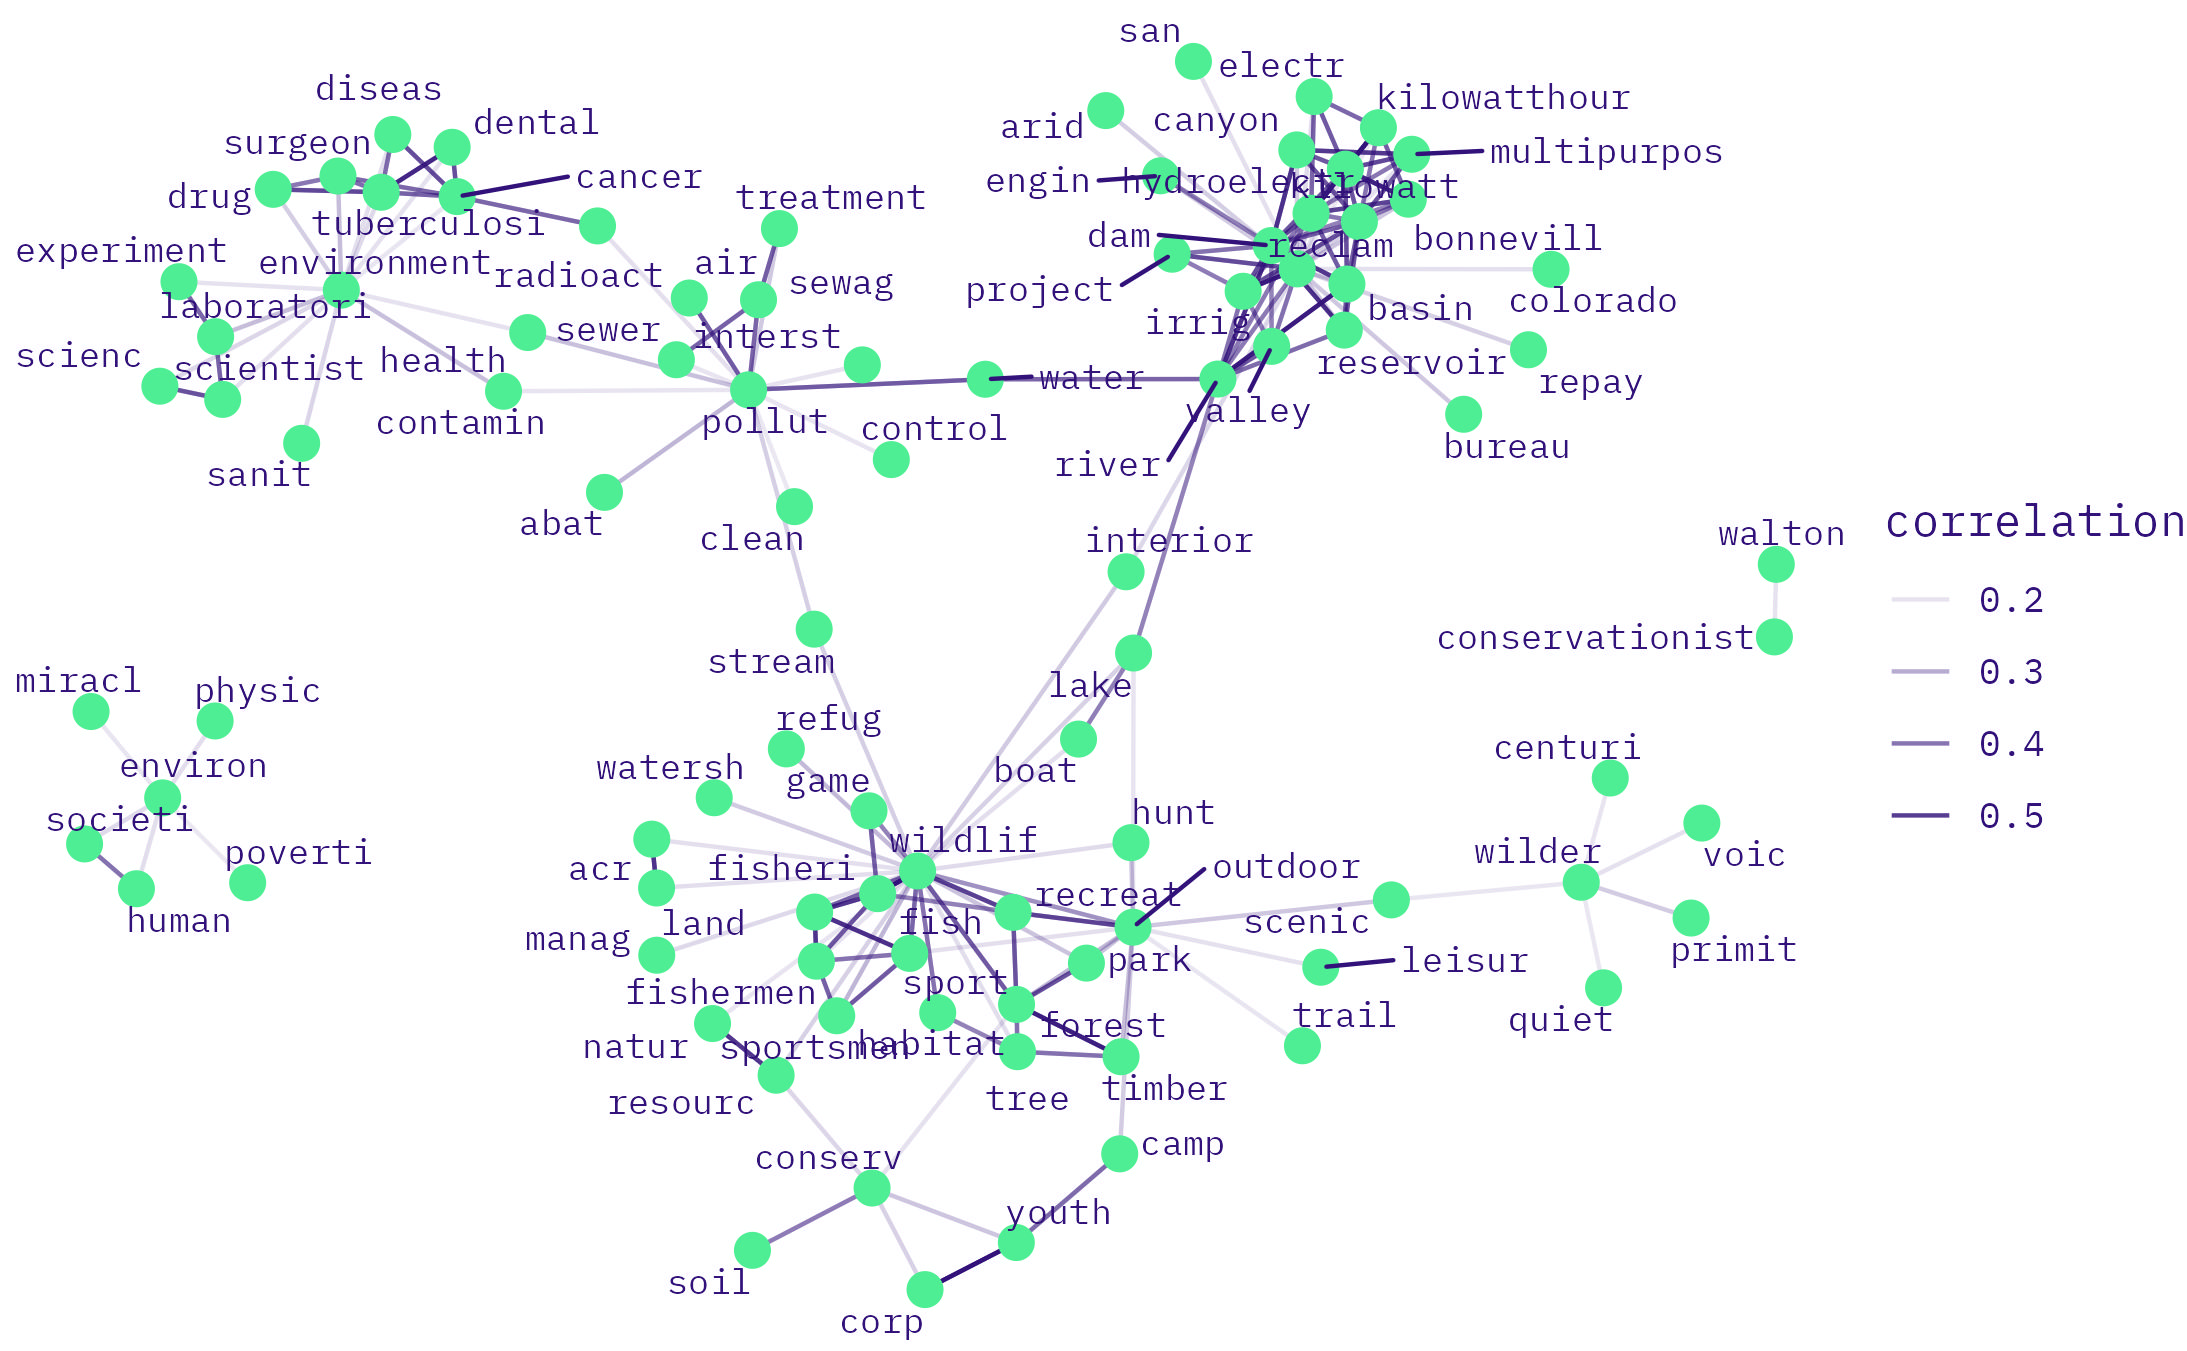 san
electr
diseas
kilowatthour
dental
canyon
arid
surgeon
multipurpos
cancer
engin
hydroelectr
kilowatt
drug
treatment
tuberculosi
dam
reclam
bonnevill
experiment
environment
air
radioact
sewag
project
colorado
laboratori
basin
irrig
sewer
interst
scienc
health
reservoir
scientist
water
repay
valley
contamin
pollut
control
bureau
river
sanit
abat
clean
interior
walton
correlation
0.2
0.3
0.4
0.5
conservationist
stream
miracl
physic
lake
refug
centuri
environ
watersh
boat
game
hunt
societi
wildlif
wilder
voic
poverti
acr
fisheri
outdoor
recreat
human
land
fish
scenic
manag
primit
park
leisur
fishermen
sport
trail
quiet
forest
natur
sportsmen
habitat
tree
timber
resourc
camp
conserv
youth
soil
corp